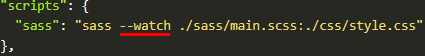 "scripts": {
"sass": "sass --watch ./sass/main.scss:./css/style.css"
},